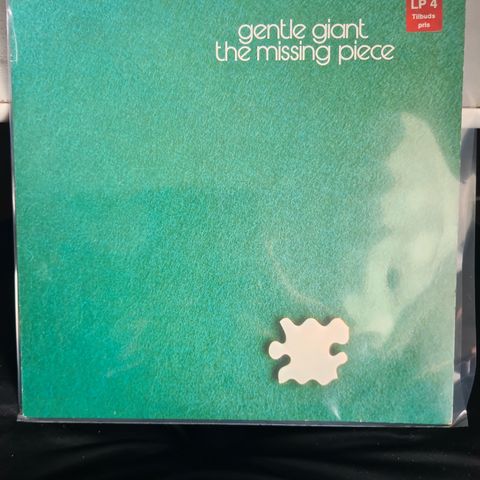 gentle giant
the missing piece
LP 4
Tilbuds
pris